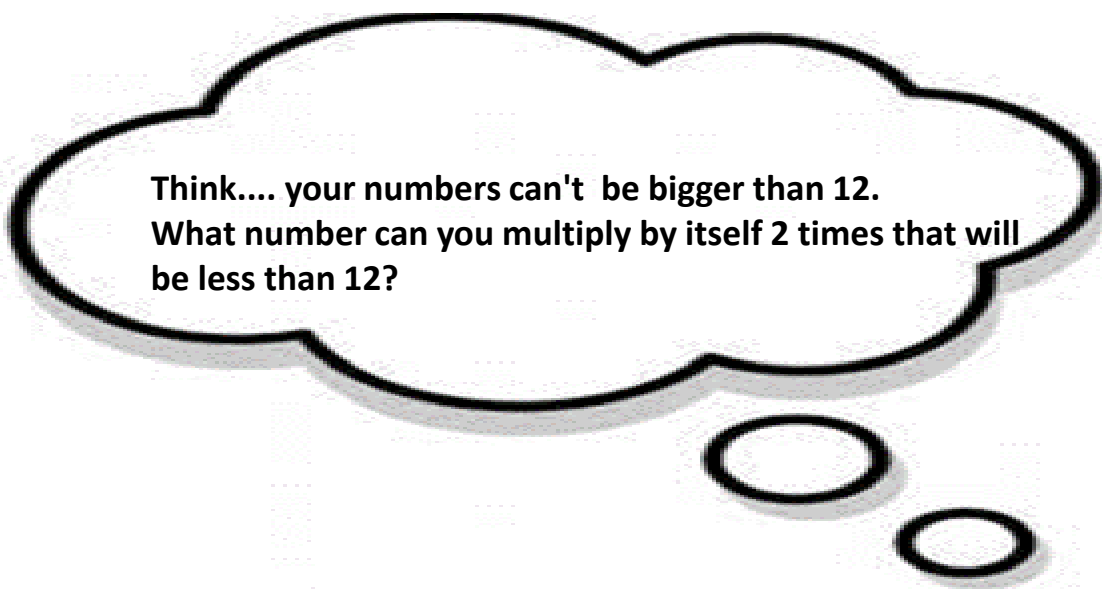 Think.... your numbers can't  be bigger than 12.
What number can you multiply by itself 2 times that will
be less than 12?